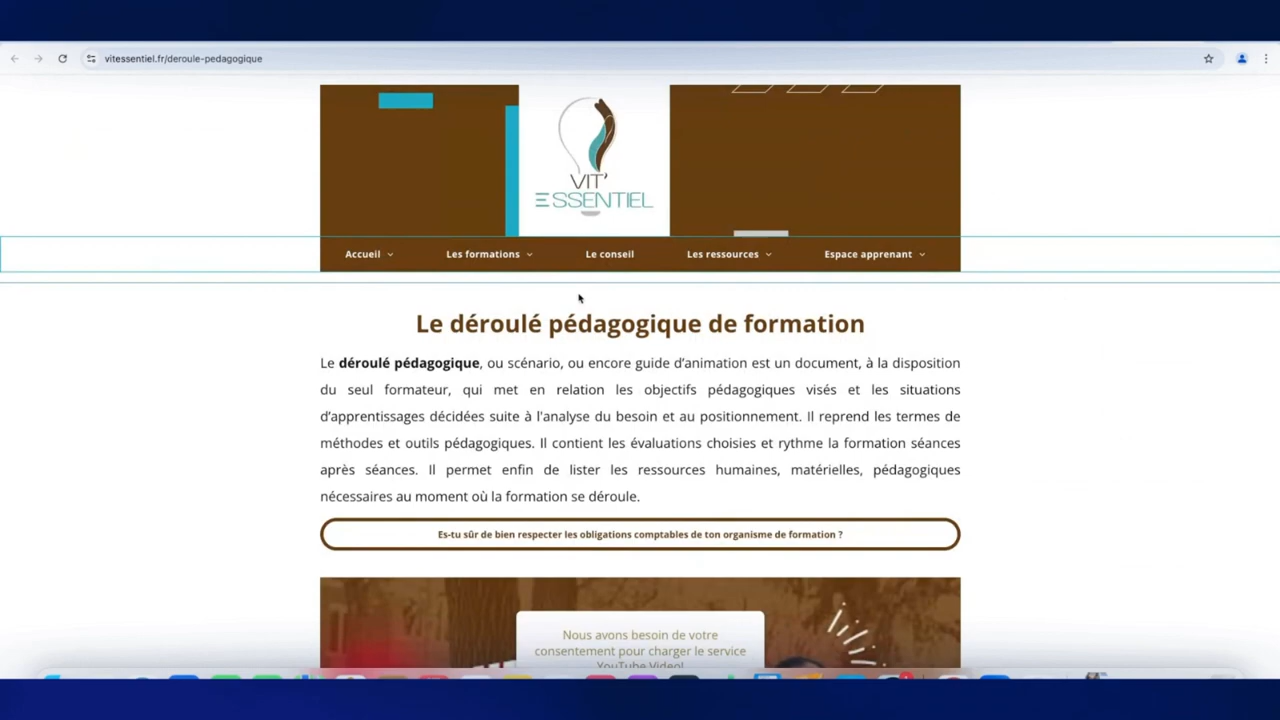 vitessentiel.fr/deroule-pedagogique
VIT'
ESSENTIEL
Accueil Les formations Le conseil Les ressources Espace apprenant
Le déroulé pédagogique de formation
Le déroulé pédagogique, ou scénario, ou encore guide d’animation est un document, à la disposition
du seul formateur, qui met en relation les objectifs pédagogiques visés et les situations
d’apprentissages décidées suite à l'analyse du besoin et au positionnement. Il reprend les termes de
méthodes et outils pédagogiques. Il contient les évaluations choisies et rythme la formation séances
après séances. Il permet enfin de lister les ressources humaines, matérielles, pédagogiques
nécessaires au moment où la formation se déroule.
Es-tu sûr de bien respecter les obligations comptables de ton organisme de formation ?
Nous avons besoin de votre
consentement pour charger le service
YouTube Video!